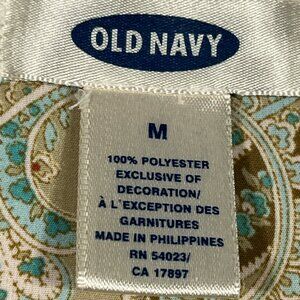 OLD NAVY
M
100% POLYESTER
EXCLUSIVE OF
DECORATION/
À L'EXCEPTION DES
GARNITURES
MADE IN PHILIPPINES
RN 54023/
CA 17897